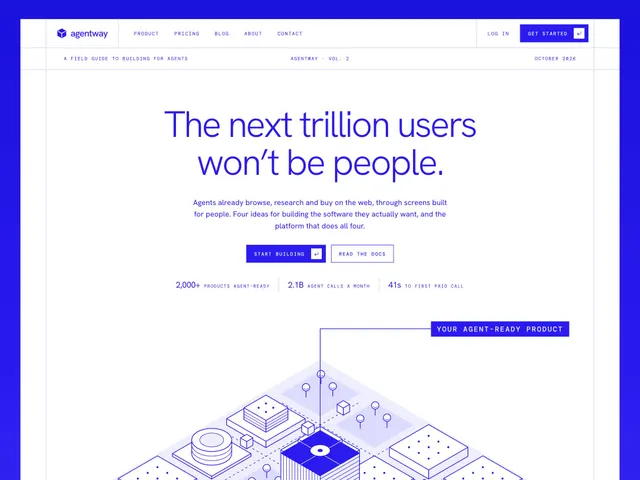 agentway
PRODUCT
PRICING
BLOG
ABOUT
CONTACT
LOG IN
GET STARTED
A FIELD GUIDE TO BUILDING FOR AGENTS
AGENTWAY · VOL. 2
OCTOBER 2026
The next trillion users
won’t be people.
Agents already browse, research and buy on the web, through screens built
for people. Four ideas for building the software they actually want, and the
platform that does all four.
START BUILDING
READ THE DOCS
2,000+ PRODUCTS AGENT-READY
2.1B AGENT CALLS A MONTH
41s TO FIRST PAID CALL
YOUR AGENT-READY PRODUCT